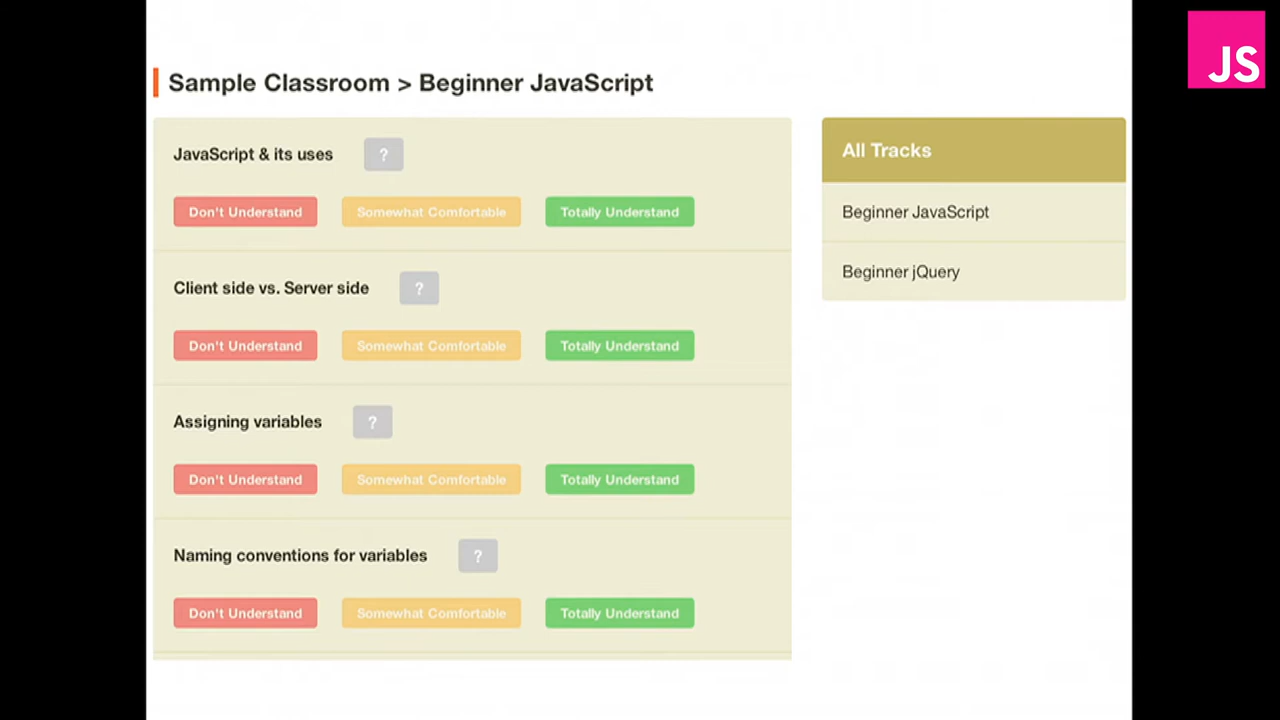 JS
Sample Classroom > Beginner JavaScript
JavaScript & its uses ?
Don't Understand Somewhat Comfortable Totally Understand
Client side vs. Server side ?
Don't Understand Somewhat Comfortable Totally Understand
Assigning variables ?
Don't Understand Somewhat Comfortable Totally Understand
Naming conventions for variables ?
Don't Understand Somewhat Comfortable Totally Understand
All Tracks
Beginner JavaScript
Beginner jQuery